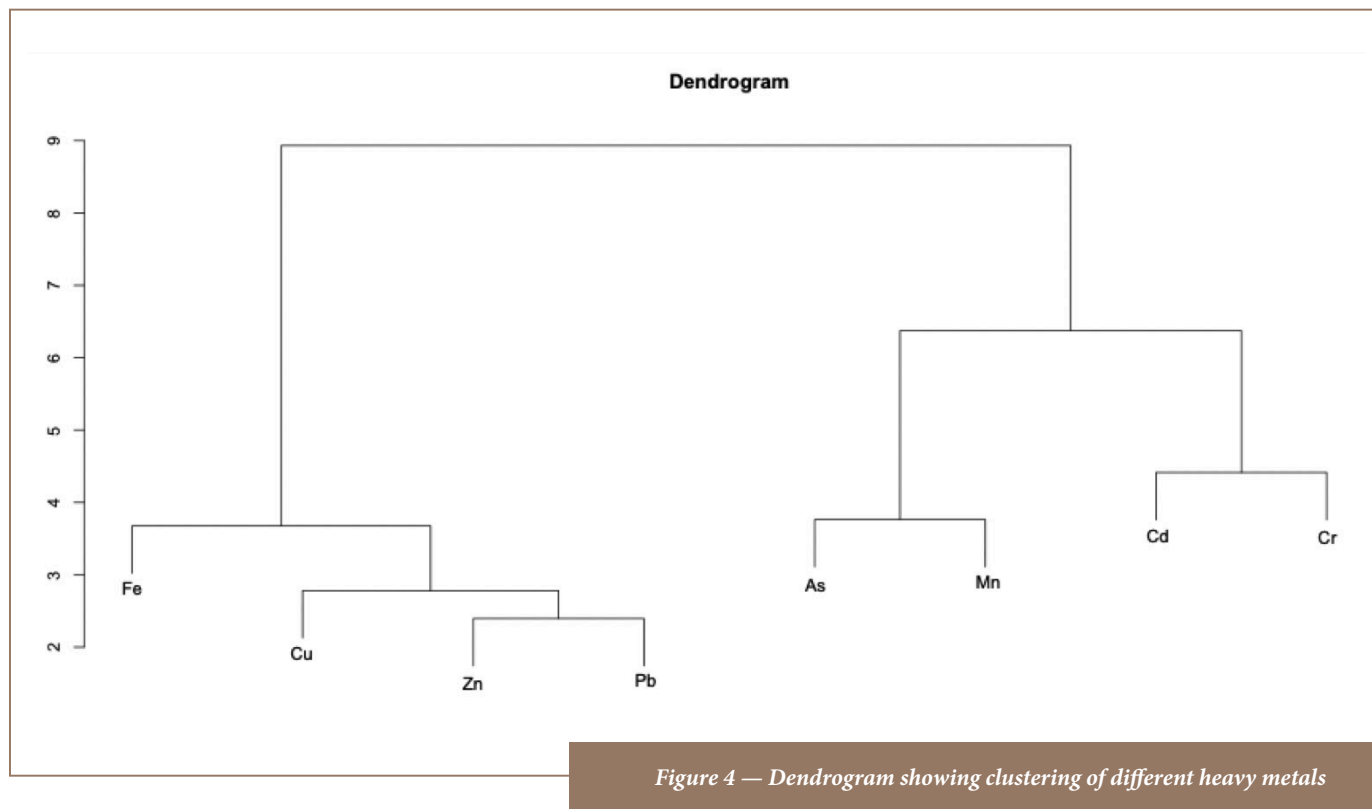 Dendrogram
9
8
7
6
5
4
3
2
Fe
Cu
Zn
Pb
As
Mn
Cd
Cr
Figure 4 — Dendrogram showing clustering of different heavy metals